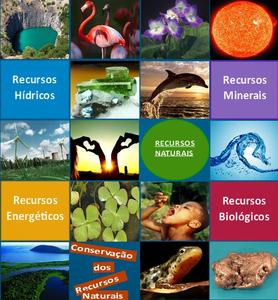 Recursos
Hídricos
Recursos
Minerais
RECURSOS
NATURAIS
Recursos
Energéticos
Recursos
Biológicos
Conservação
dos
Recursos
Naturais